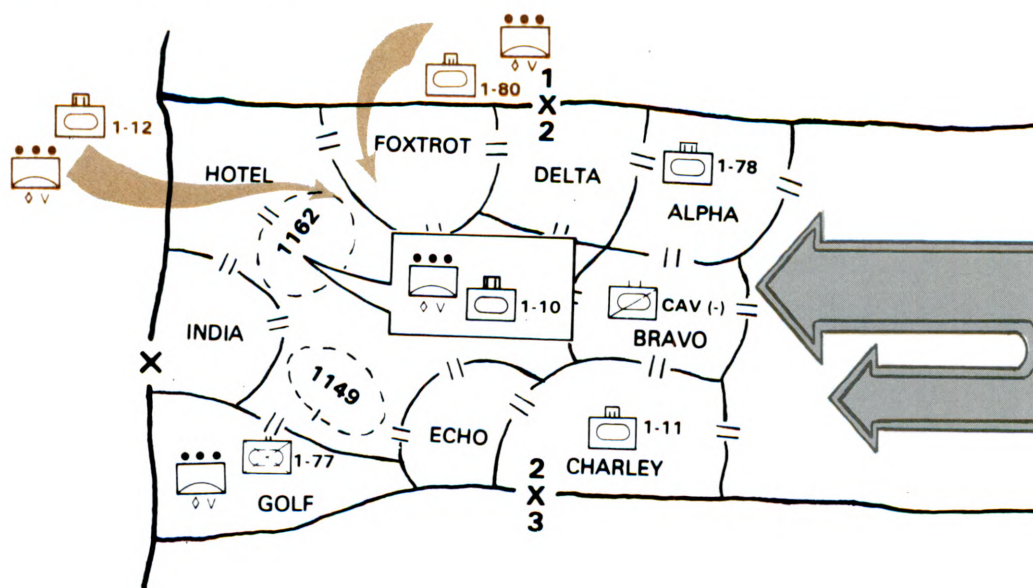 1-80
1
2
1-12
FOXTROT
HOTEL
DELTA
1-78
ALPHA
1162
1-10
CAV (-)
BRAVO
INDIA
1149
ECHO
1-11
CHARLEY
1-77
GOLF
2
3